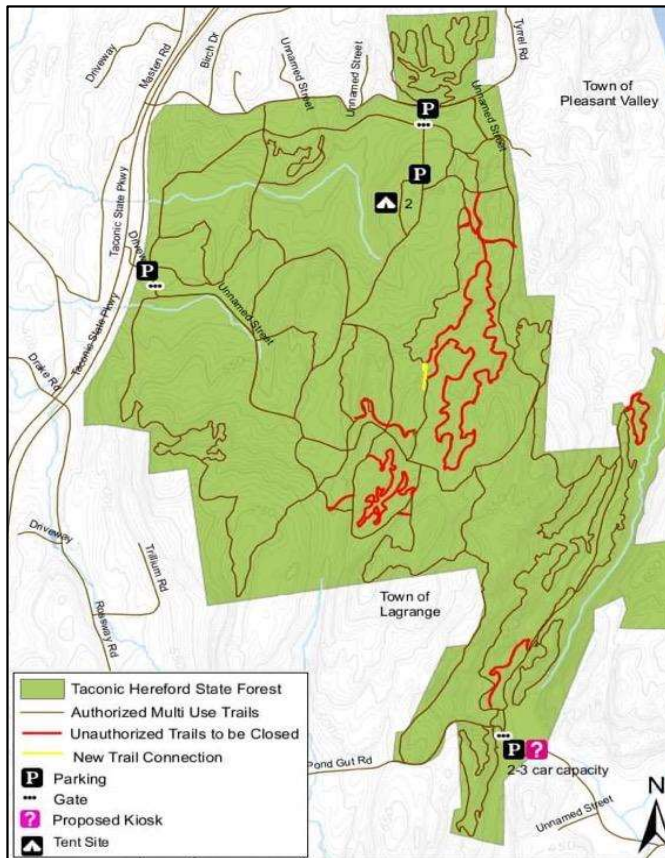 Driveway
Masten Rd
Birch Dr
Unnamed Street
Unnamed Street
Tyrrel Rd
Town of
Pleasant Valley
P
Unnamed Street
P
2
Taconic State Pkwy
P
Unnamed Street
Taconic State Pkwy
Drake Rd
Driveway
Trillium Rd
Rossway Rd
Town of
Lagrange
Taconic Hereford State Forest
Authorized Multi Use Trails
Unauthorized Trails to be Closed
New Trail Connection
P Parking
Gate
? Proposed Kiosk
Tent Site
Pond Gut Rd
P ?
2-3 car capacity
Unnamed Street
N